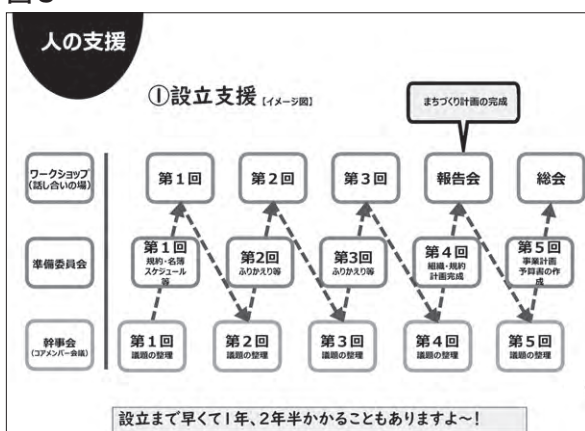 人の支援
①設立支援【イメージ図】
まちづくり計画の完成
ワークショップ
(話し合いの場)
第1回
第2回
第3回
報告会
総会
準備委員会
第1回
規約・名簿
スケジュール
等
第2回
ふりかえり等
第3回
ふりかえり等
第4回
組織・規約
計画完成
第5回
事業計画
予算書の作
成
幹事会
(コアメンバー会議)
第1回
議題の整理
第2回
議題の整理
第3回
議題の整理
第4回
議題の整理
第5回
議題の整理
設立まで早くて1年、2年半かかることもありますよ~!